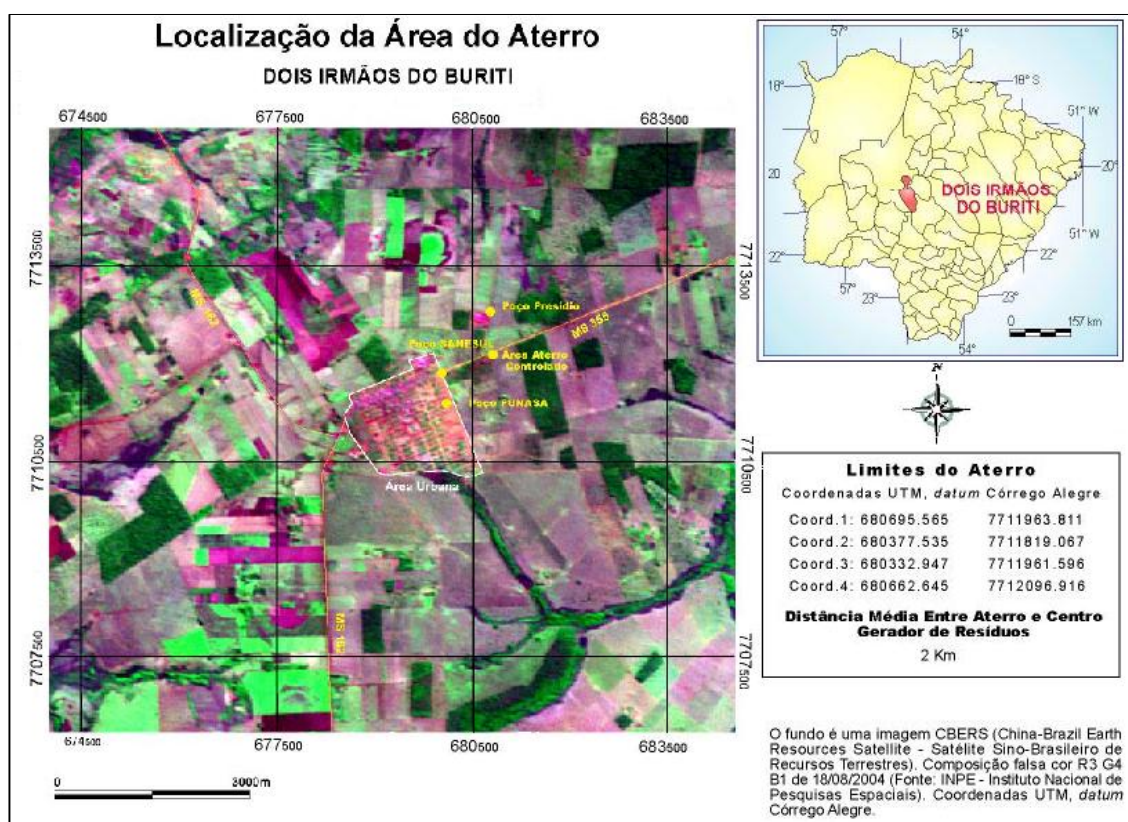 Localização da Área do Aterro
DOIS IRMÃOS DO BURITI
674500
677500
680500
683500
7713500
7710500
7707500
7713500
7710500
7707500
674500
677500
680500
683500
MS 162
MS 355
Poço Presídio
Poço SANESUL
Área Aterro
Controlado
Poço FUNASA
Área Urbana
MS 162
0
3000m
57°
54°
18°
18° S
51° W
20
20°
DOIS IRMÃOS
DO BURITI
51° W
22°
22°
57°
23°
23°
54°
0
157 km
N
Limites do Aterro
Coordenadas UTM, datum Córrego Alegre
Coord.1: 680695.565 7711963.811
Coord.2: 680377.535 7711819.067
Coord.3: 680332.947 7711961.596
Coord.4: 680662.645 7712096.916
Distância Média Entre Aterro e Centro
Gerador de Resíduos
2 Km
O fundo é uma imagem CBERS (China-Brazil Earth
Resources Satellite - Satélite Sino-Brasileiro de
Recursos Terrestres). Composição falsa cor R3 G4
B1 de 18/08/2004 (Fonte: INPE - Instituto Nacional de
Pesquisas Espaciais). Coordenadas UTM, datum
Córrego Alegre.